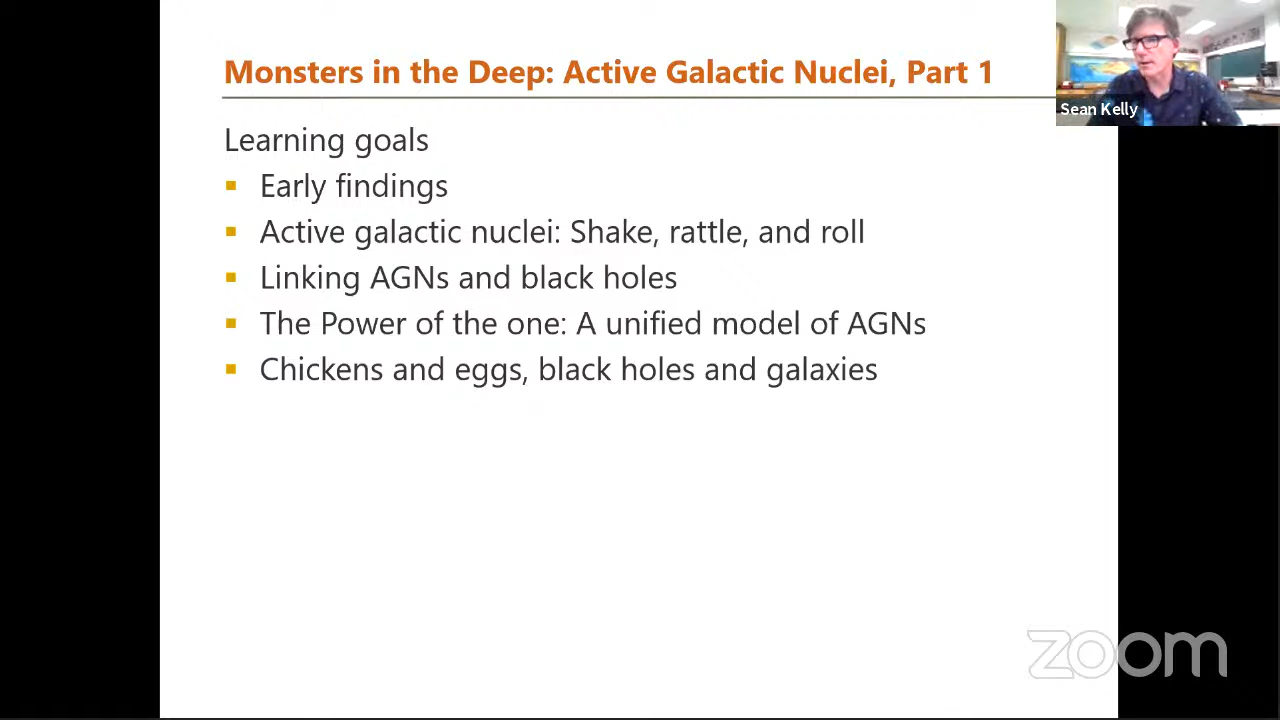 Monsters in the Deep: Active Galactic Nuclei, Part 1
Sean Kelly
Learning goals
Early findings
Active galactic nuclei: Shake, rattle, and roll
Linking AGNs and black holes
The Power of the one: A unified model of AGNs
Chickens and eggs, black holes and galaxies
zoom